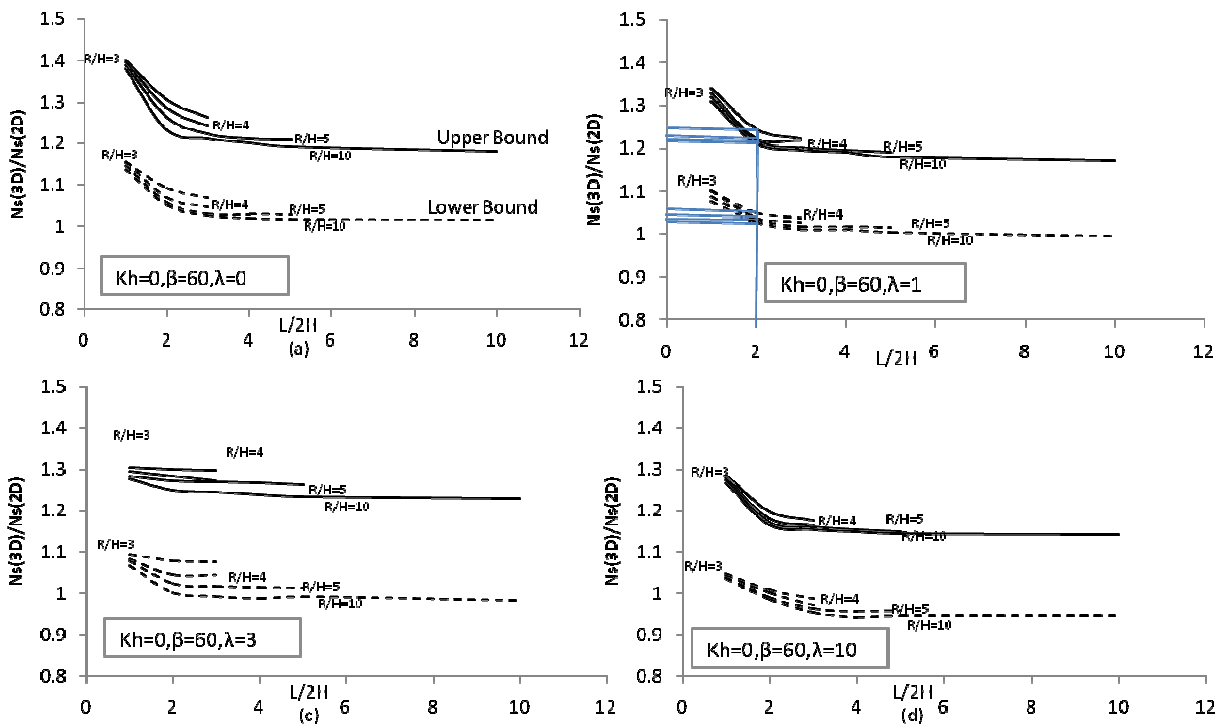 1.5
1.4
1.3
1.2
1.1
1
0.9
0.8
Ns(3D)/Ns(2D)
R/H=3
R/H=4
R/H=5
R/H=10
Upper Bound
R/H=3
R/H=4
R/H=5
R/H=10
Lower Bound
Kh=0,β=60,λ=0
0 2 4 6 8 10 12
L/2H
(a)
1.5
1.4
1.3
1.2
1.1
1
0.9
0.8
Ns(3D)/Ns(2D)
R/H=3
R/H=4
R/H=5
R/H=10
R/H=3
R/H=4
R/H=5
R/H=10
Kh=0,β=60,λ=1
0 2 4 6 8 10 12
L/2H
1.5
1.4
1.3
1.2
1.1
1
0.9
0.8
Ns(3D)/Ns(2D)
R/H=3
R/H=4
R/H=5
R/H=10
R/H=3
R/H=4
R/H=5
R/H=10
Kh=0,β=60,λ=3
0 2 4 6 8 10 12
L/2H
(c)
1.5
1.4
1.3
1.2
1.1
1
0.9
0.8
Ns(3D)/Ns(2D)
R/H=3
R/H=4
R/H=5
R/H=10
R/H=3
R/H=4
R/H=5
R/H=10
Kh=0,β=60,λ=10
0 2 4 6 8 10 12
L/2H
(d)